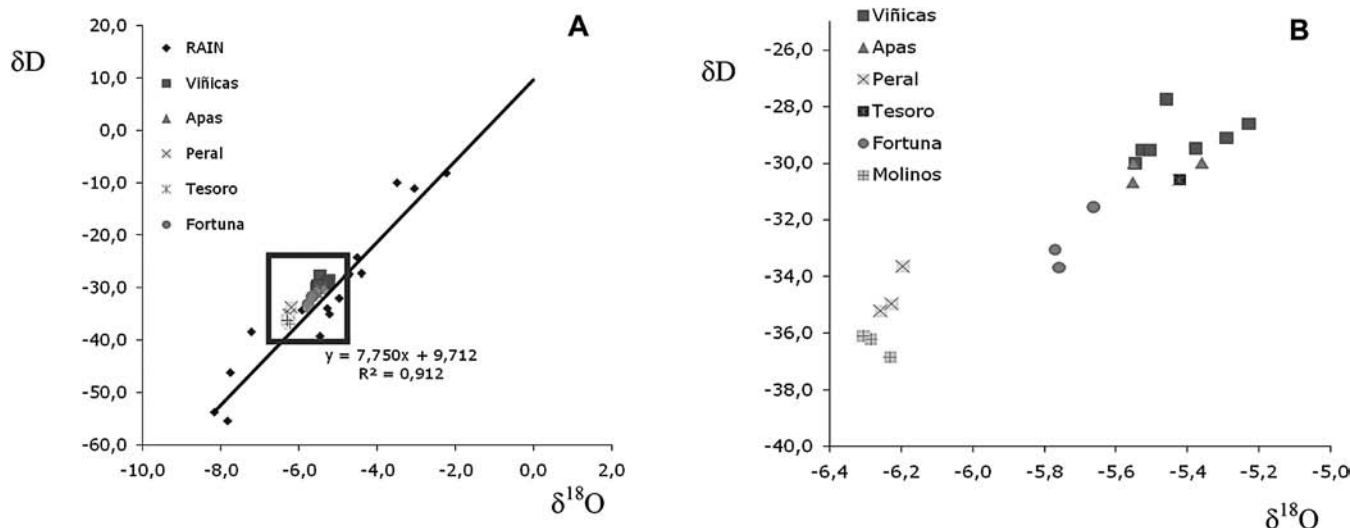 A
δD
20,0
10,0
0,0
-10,0
-20,0
-30,0
-40,0
-50,0
-60,0
RAIN
Viñicas
Apas
Peral
Tesoro
Fortuna
y = 7,750x + 9,712
R² = 0,912
-10,0 -8,0 -6,0 -4,0 -2,0 0,0 2,0
δ¹⁸O
B
δD
-26,0
-28,0
-30,0
-32,0
-34,0
-36,0
-38,0
-40,0
Viñicas
Apas
Peral
Tesoro
Fortuna
Molinos
-6,4 -6,2 -6,0 -5,8 -5,6 -5,4 -5,2 -5,0
δ¹⁸O